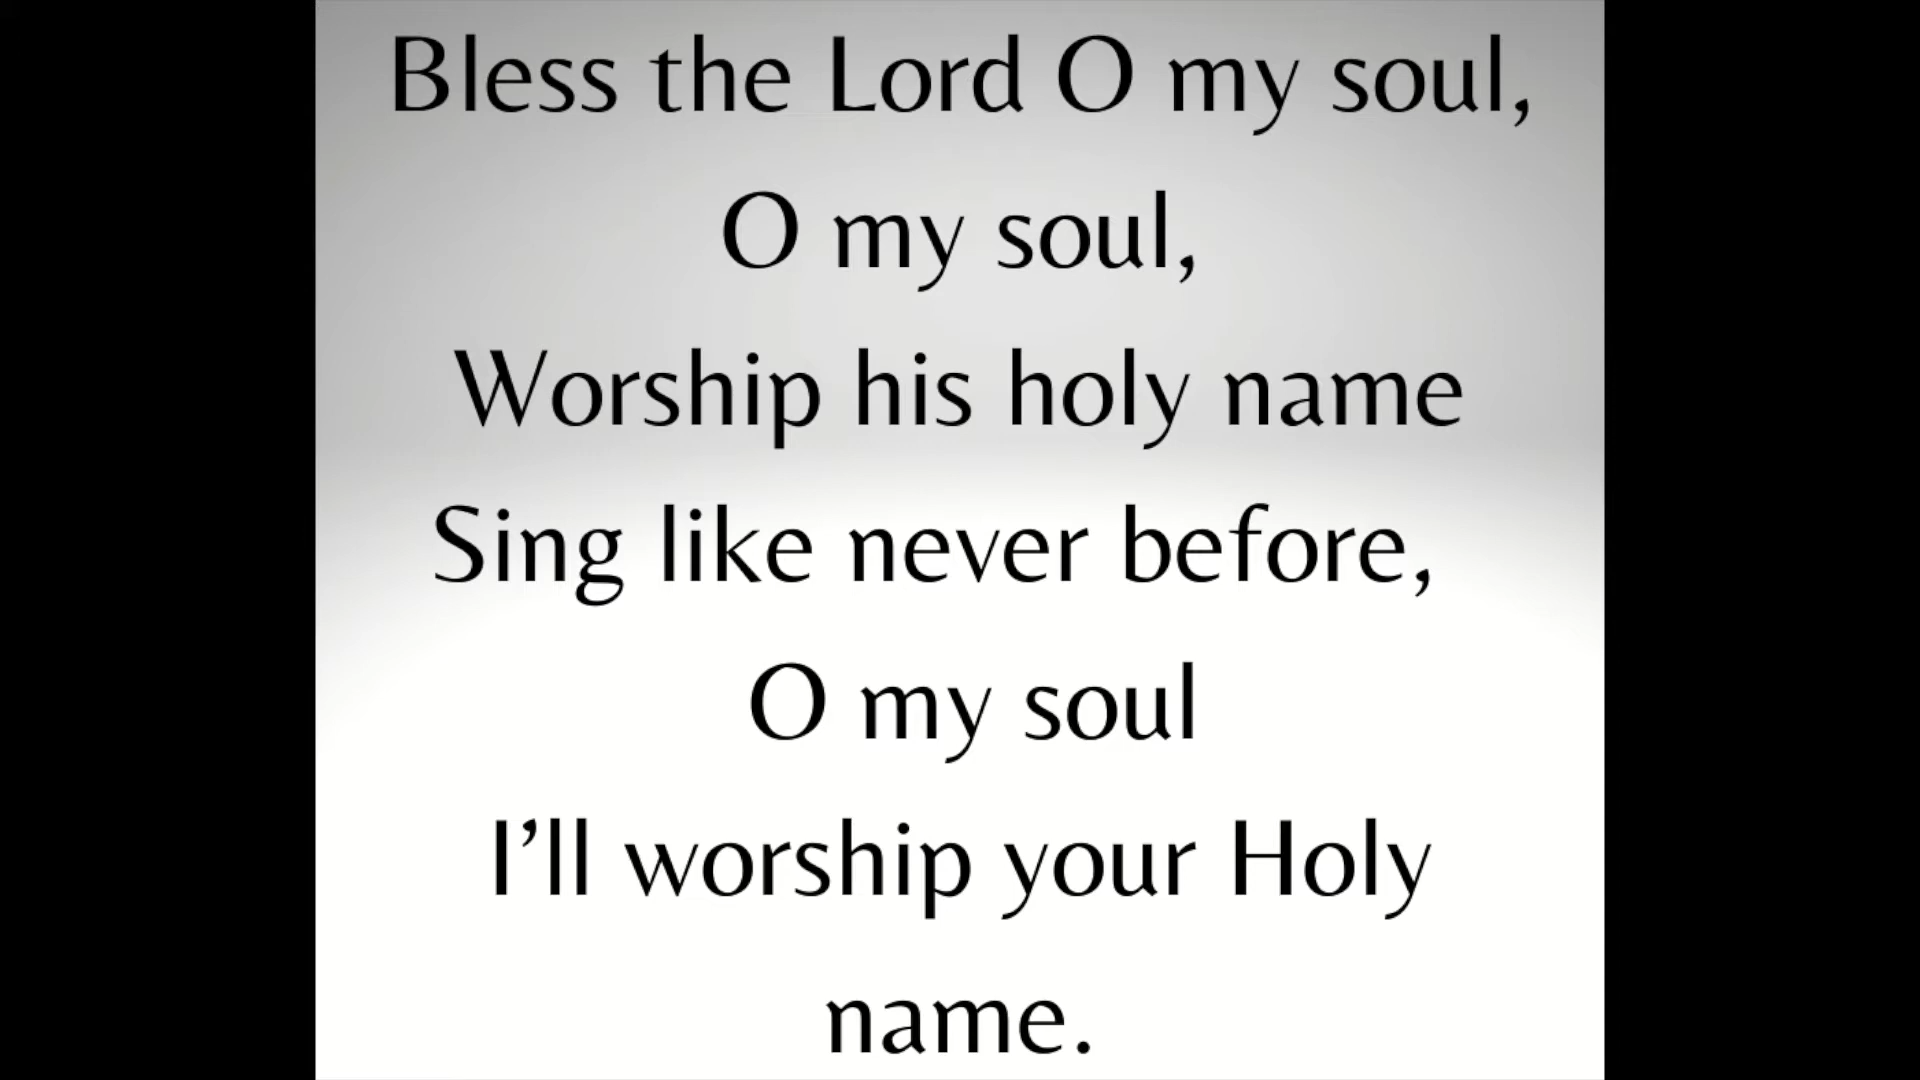 Bless the Lord O my soul,
O my soul,
Worship his holy name
Sing like never before,
O my soul
I’ll worship your Holy
name.